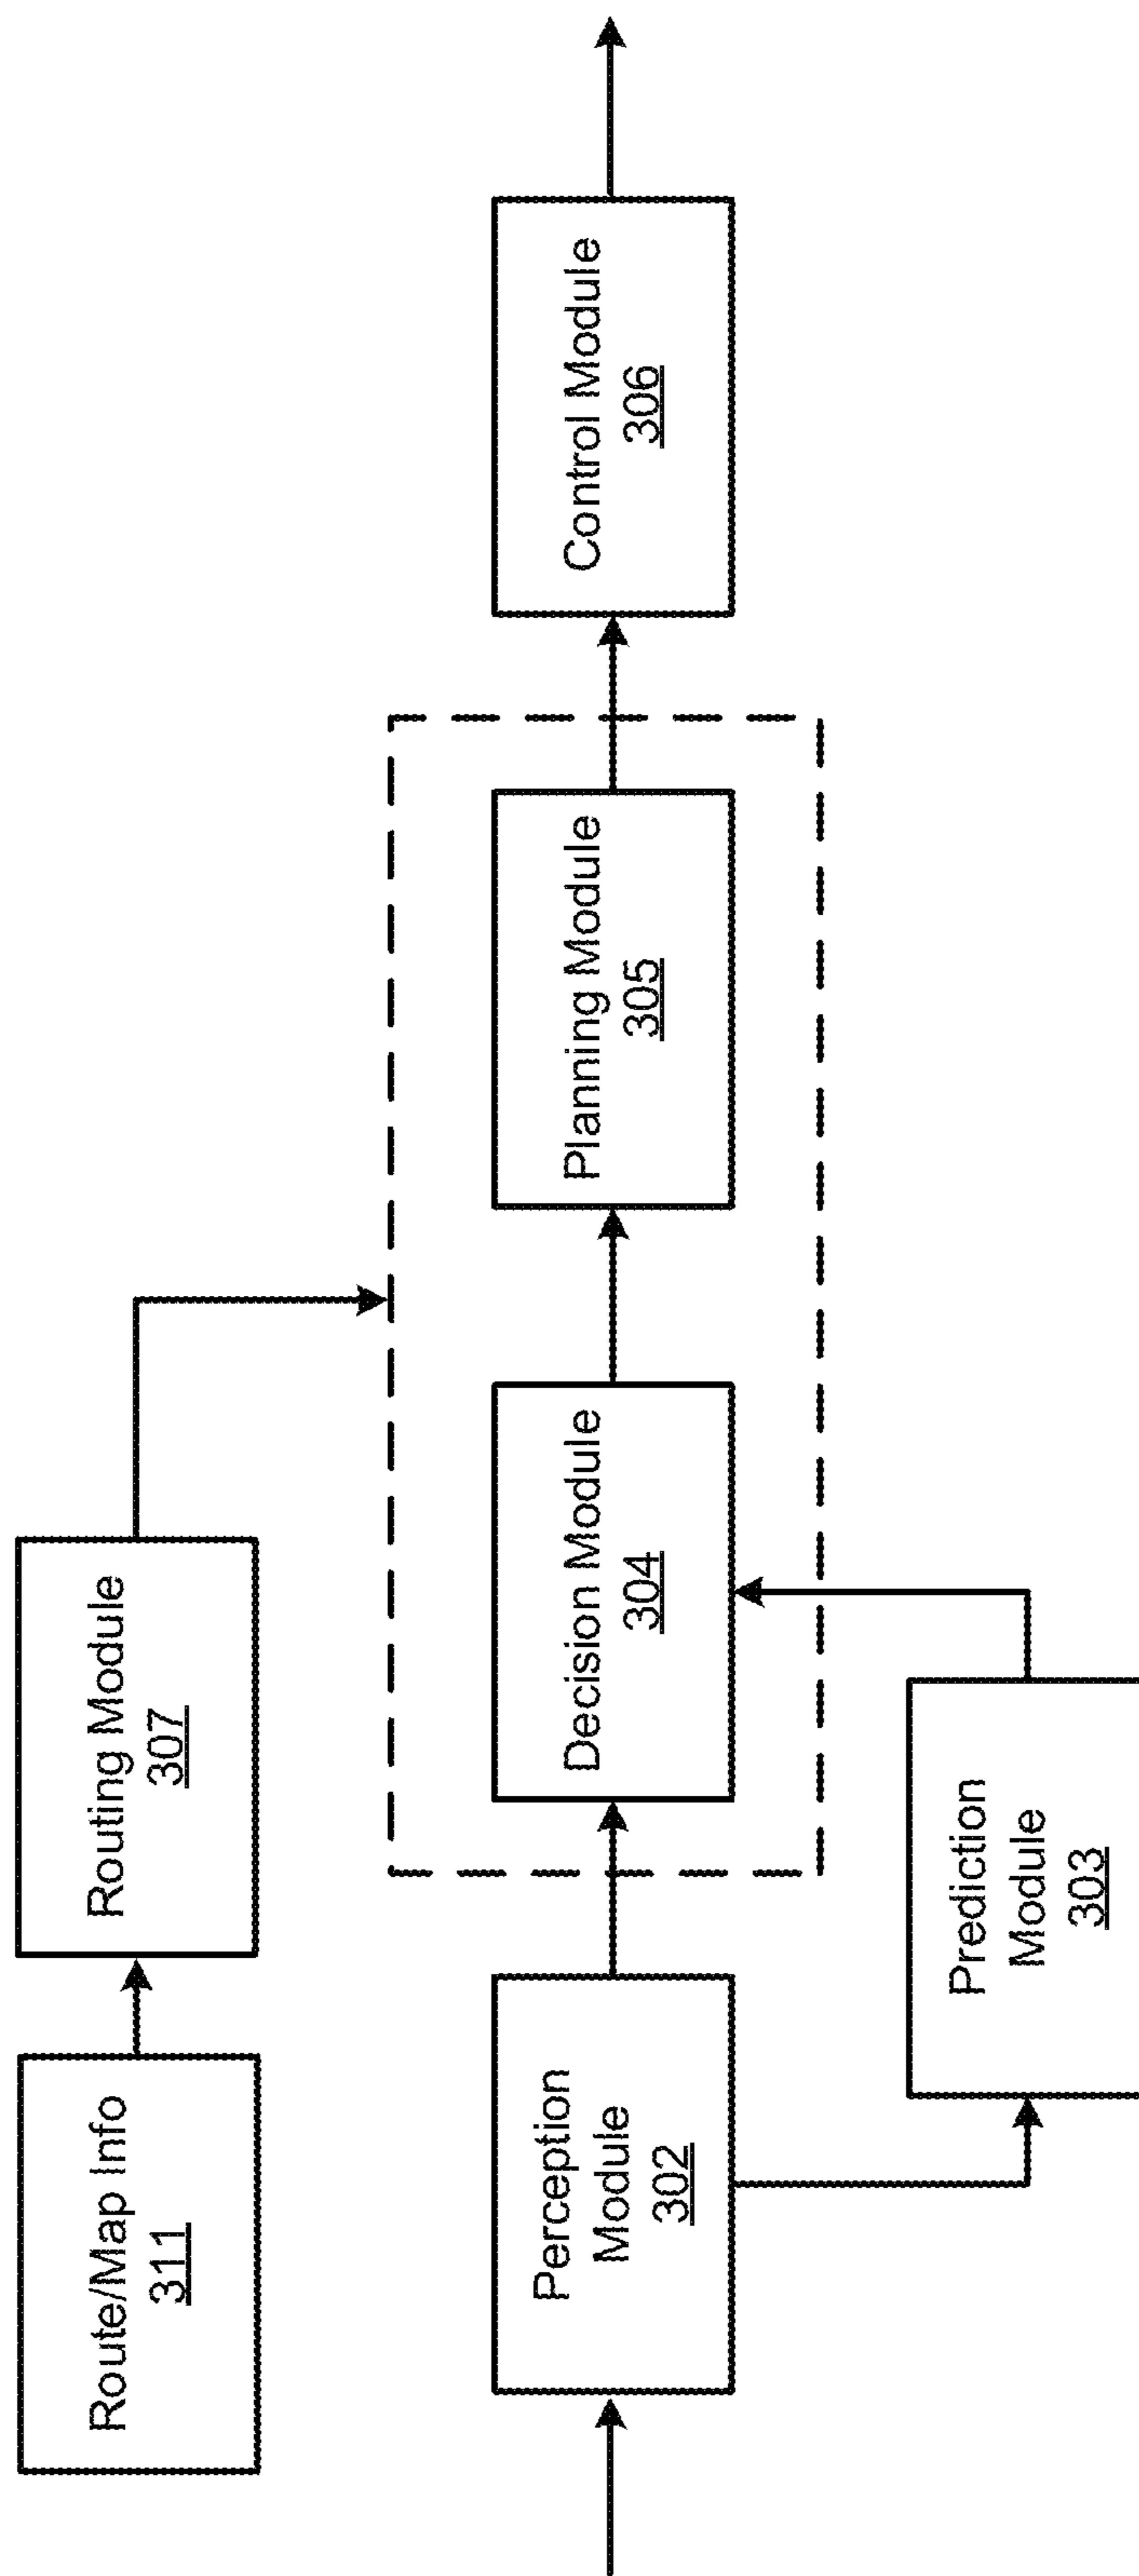 Route/Map Info
311
Routing Module
307
Perception
Module
302
Decision Module
304
Planning Module
305
Control Module
306
Prediction
Module
303